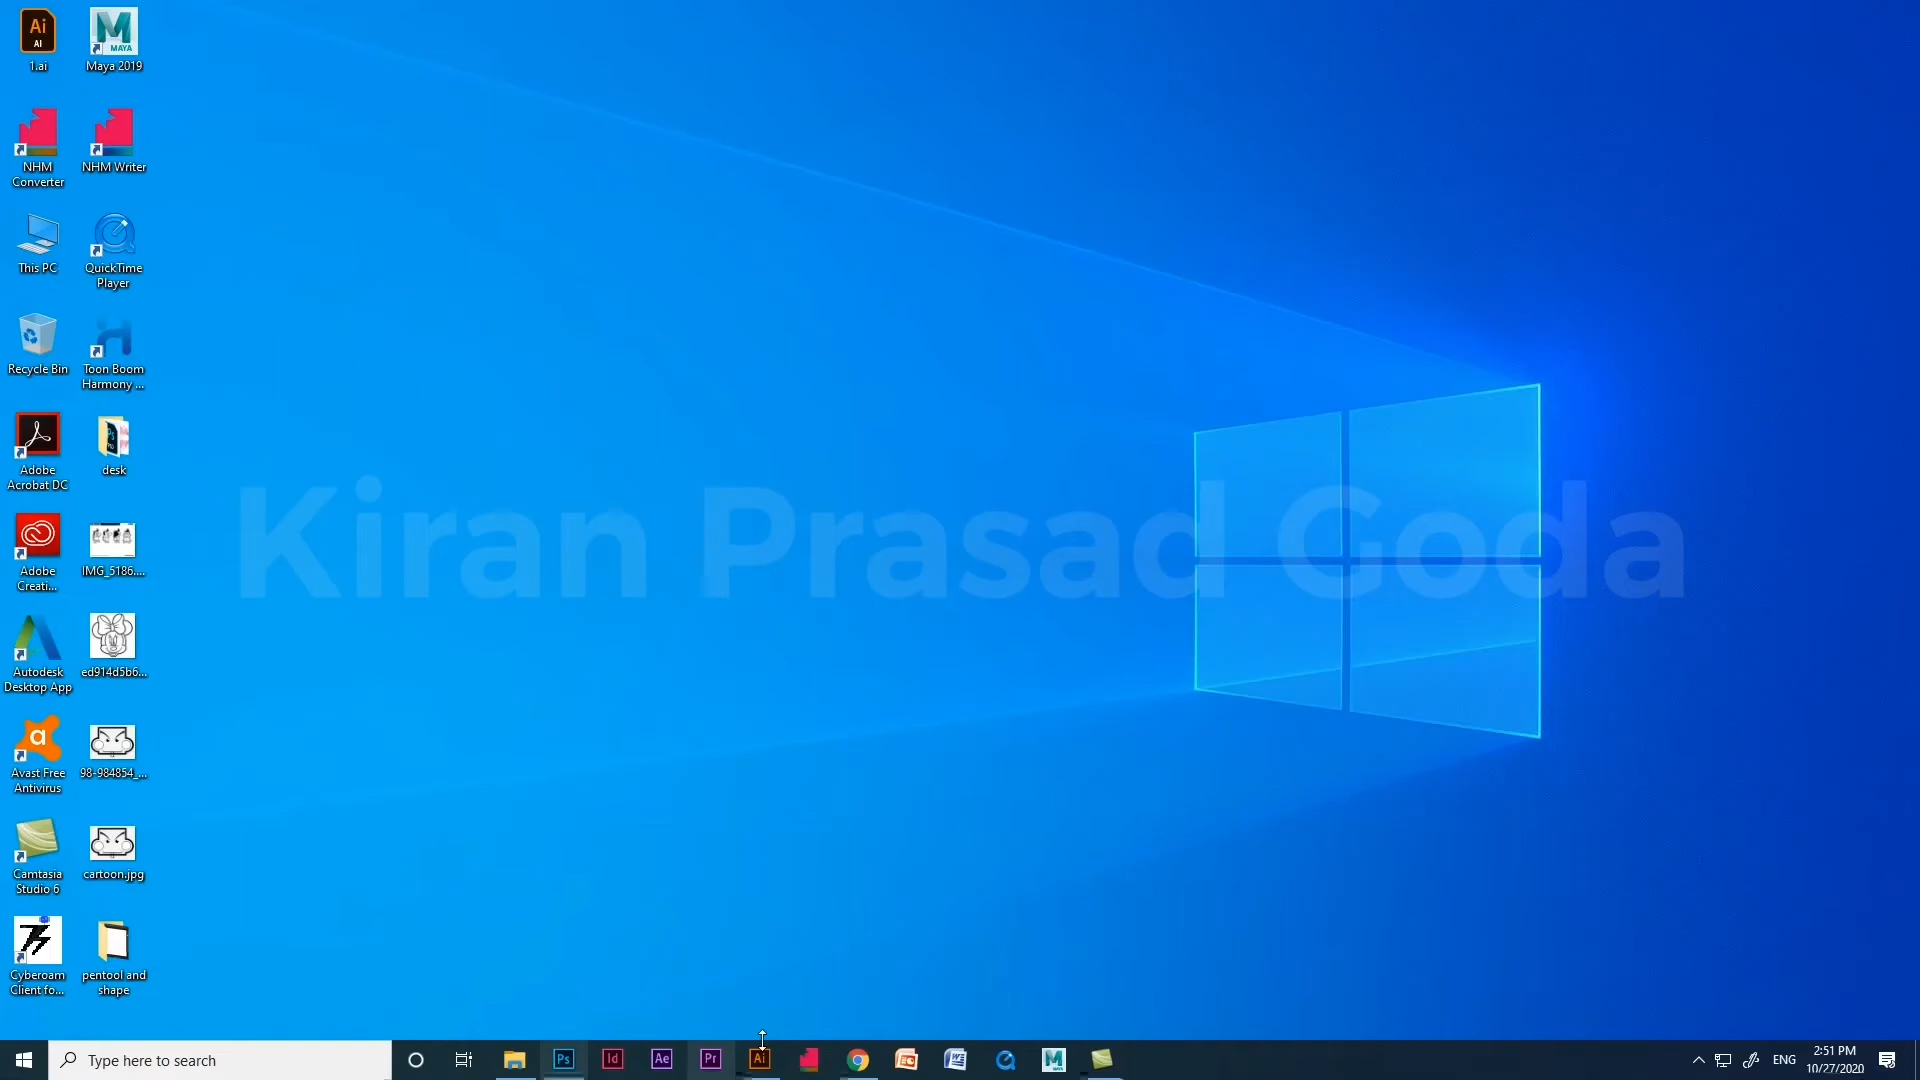 Ai
AI
1.ai
MAYA
Maya 2019
NHM
Converter
NHM Writer
This PC
QuickTime
Player
Recycle Bin
Toon Boom
Harmony ...
Adobe
Acrobat DC
desk
Adobe
Creati...
IMG_5186....
Autodesk
Desktop App
ed914d5b6...
Avast Free
Antivirus
98-984854_...
Camtasia
Studio 6
cartoon.jpg
Cyberoam
Client fo...
pentool and
shape
Kiran Prasad Goda
Type here to search
Ps
Id
Ae
Pr
Ai
ENG
2:51 PM
10/27/2020